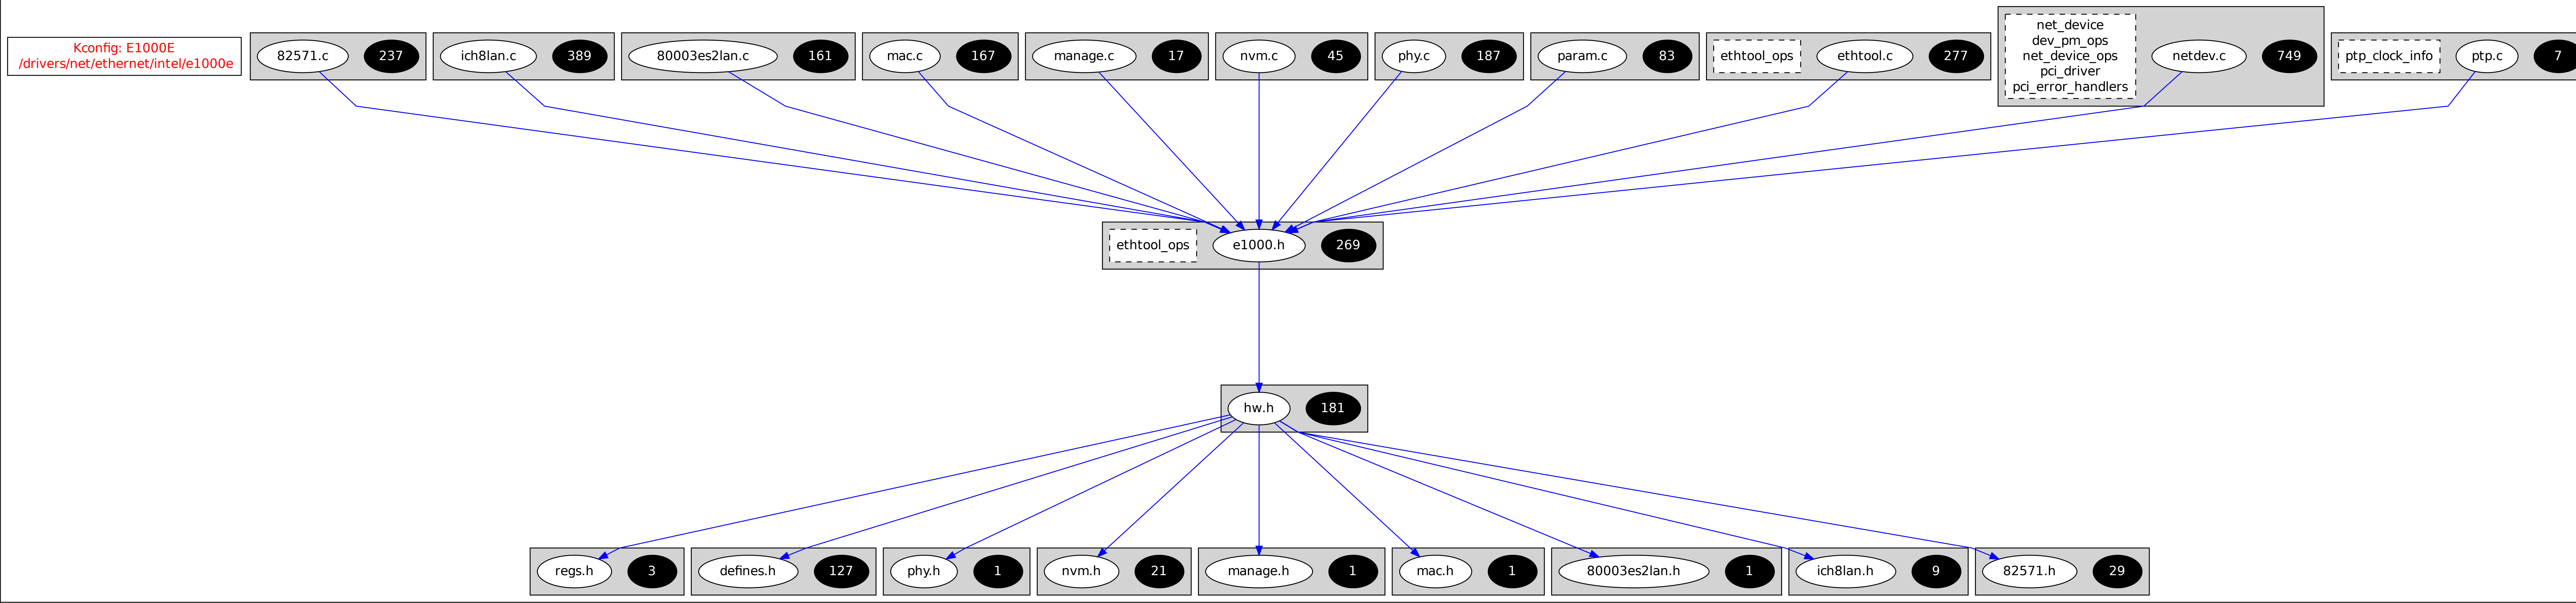 Kconfig: E1000E
/drivers/net/ethernet/intel/e1000e
82571.c 237
ich8lan.c 389
80003es2lan.c 161
mac.c 167
manage.c 17
nvm.c 45
phy.c 187
param.c 83
ethtool_ops ethtool.c 277
net_device
dev_pm_ops
net_device_ops
pci_driver
pci_error_handlers
netdev.c 749
ptp_clock_info ptp.c 7
ethtool_ops e1000.h 269
hw.h 181
regs.h 3
defines.h 127
phy.h 1
nvm.h 21
manage.h 1
mac.h 1
80003es2lan.h 1
ich8lan.h 9
82571.h 29